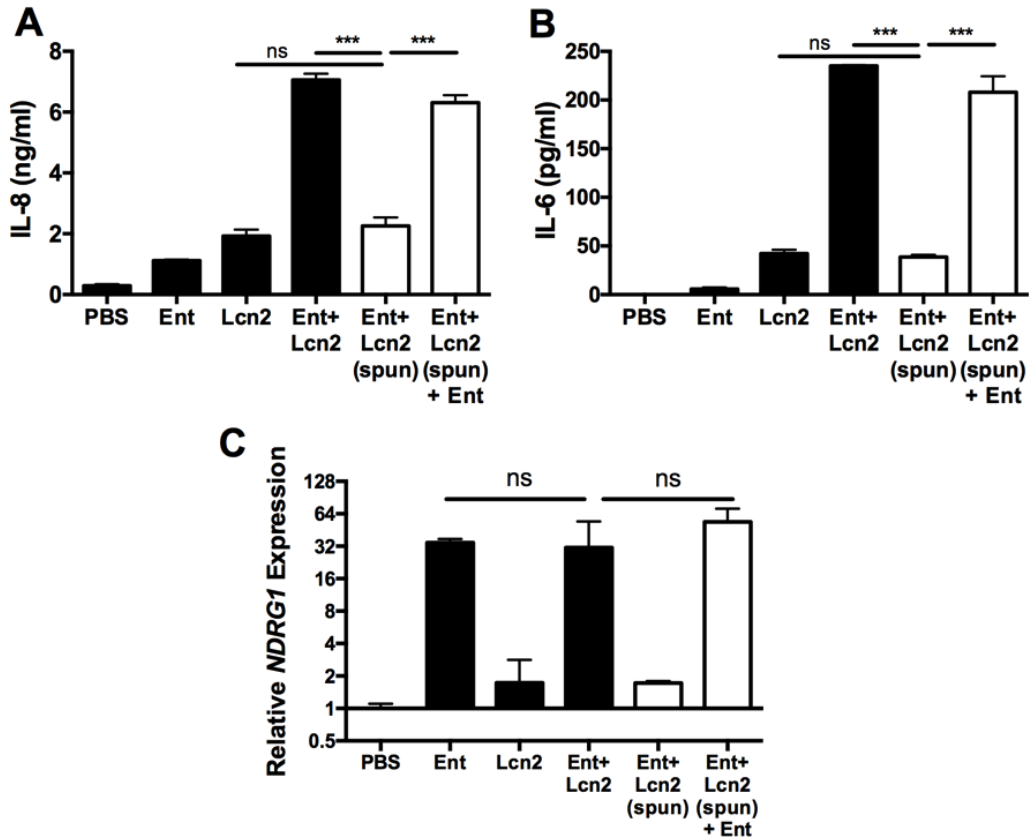 A
IL-8 (ng/ml)
8
6
4
2
0
ns
***
***
PBS
Ent
Lcn2
Ent+
Lcn2
Ent+
Lcn2
(spun)
Ent+
Lcn2
(spun)
+ Ent
B
IL-6 (pg/ml)
250
200
150
100
50
0
ns
***
***
PBS
Ent
Lcn2
Ent+
Lcn2
Ent+
Lcn2
(spun)
Ent+
Lcn2
(spun)
+ Ent
C
Relative NDRG1 Expression
128
64
32
16
8
4
2
1
0.5
ns
ns
PBS
Ent
Lcn2
Ent+
Lcn2
Ent+
Lcn2
(spun)
Ent+
Lcn2
(spun)
+ Ent